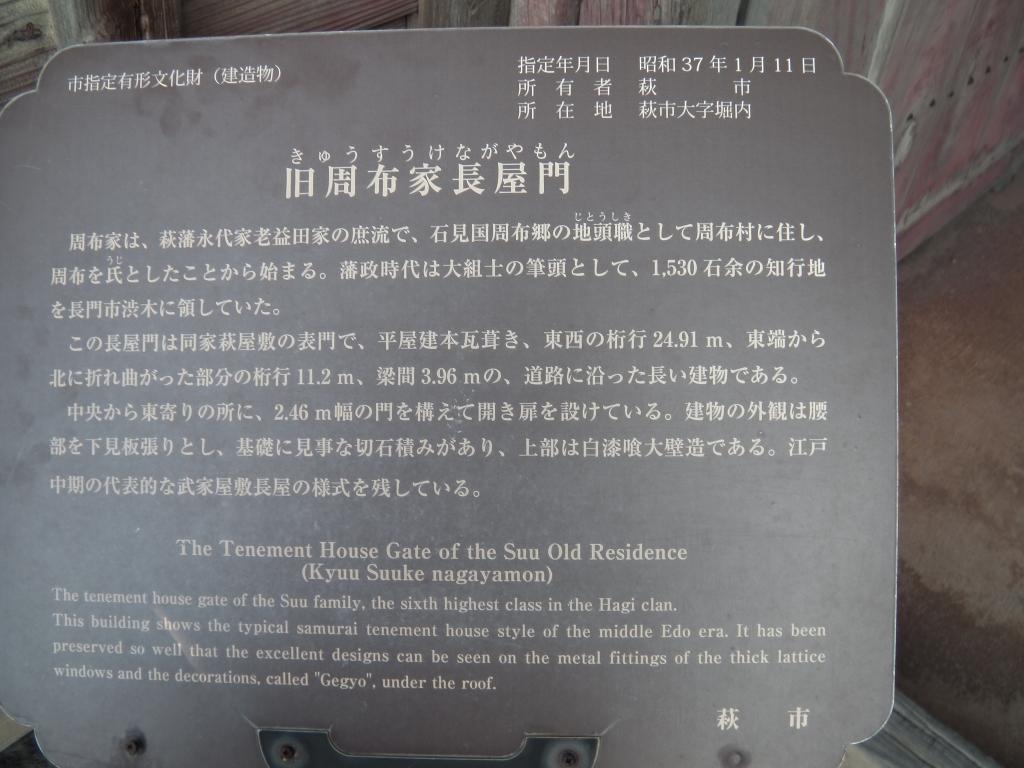 市指定有形文化財（建造物）
指定年月日　昭和 37 年 1 月 11 日
所　有　者　萩　　　　市
所　在　地　萩市大字堀内
きゅうすうけながやもん
旧周布家長屋門
じとうしき
周布家は、萩藩永代家老益田家の庶流で、石見国周布郷の地頭職として周布村に住し、
うじ
周布を氏としたことから始まる。藩政時代は大組士の筆頭として、1,530 石余の知行地
を長門市渋木に領していた。
この長屋門は同家萩屋敷の表門で、平屋建本瓦葺き、東西の桁行 24.91 m、東端から
北に折れ曲がった部分の桁行 11.2 m、梁間 3.96 mの、道路に沿った長い建物である。
中央から東寄りの所に、2.46 m幅の門を構えて開き扉を設けている。建物の外観は腰
部を下見板張りとし、基礎に見事な切石積みがあり、上部は白漆喰大壁造である。江戸
中期の代表的な武家屋敷長屋の様式を残している。
The Tenement House Gate of the Suu Old Residence
(Kyuu Suuke nagayamon)
The tenement house gate of the Suu family, the sixth highest class in the Hagi clan.
This building shows the typical samurai tenement house style of the middle Edo era. It has been
preserved so well that the excellent designs can be seen on the metal fittings of the thick lattice
windows and the decorations, called "Gegyo", under the roof.
萩　　市